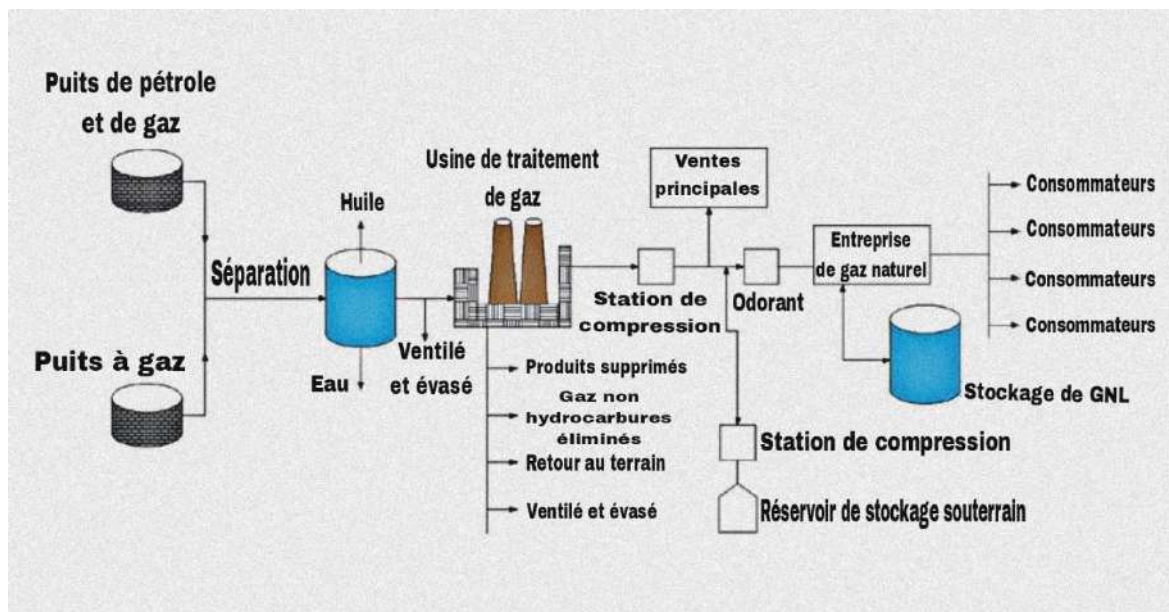 Puits de pétrole
et de gaz
Puits à gaz
Séparation
Huile
Eau
Ventilé
et évasé
Usine de traitement
de gaz
Produits supprimés
Gaz non
hydrocarbures
éliminés
Retour au terrain
Ventilé et évasé
Station de
compression
Ventes
principales
Odorant
Station de compression
Réservoir de stockage souterrain
Entreprise
de gaz naturel
Stockage de GNL
Consommateurs
Consommateurs
Consommateurs
Consommateurs